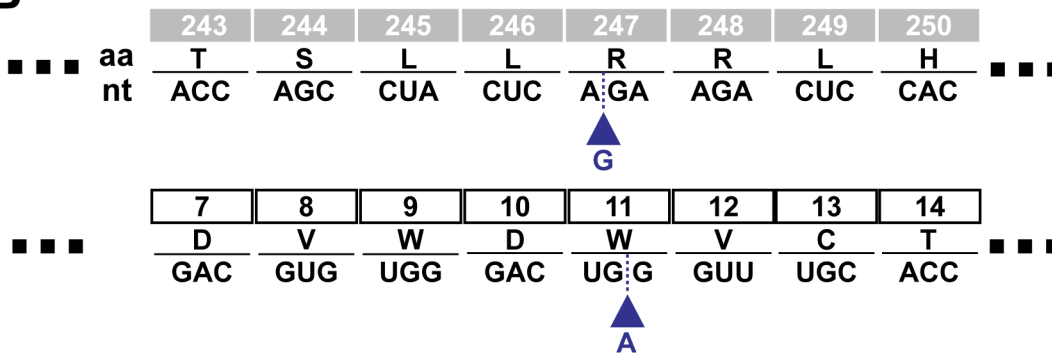 243 244 245 246 247 248 249 250
aa T S L L R R L H
nt ACC AGC CUA CUC AGA AGA CUC CAC
G
7 8 9 10 11 12 13 14
D V W D W V C T
GAC GUG UGG GAC UGG GUU UGC ACC
A